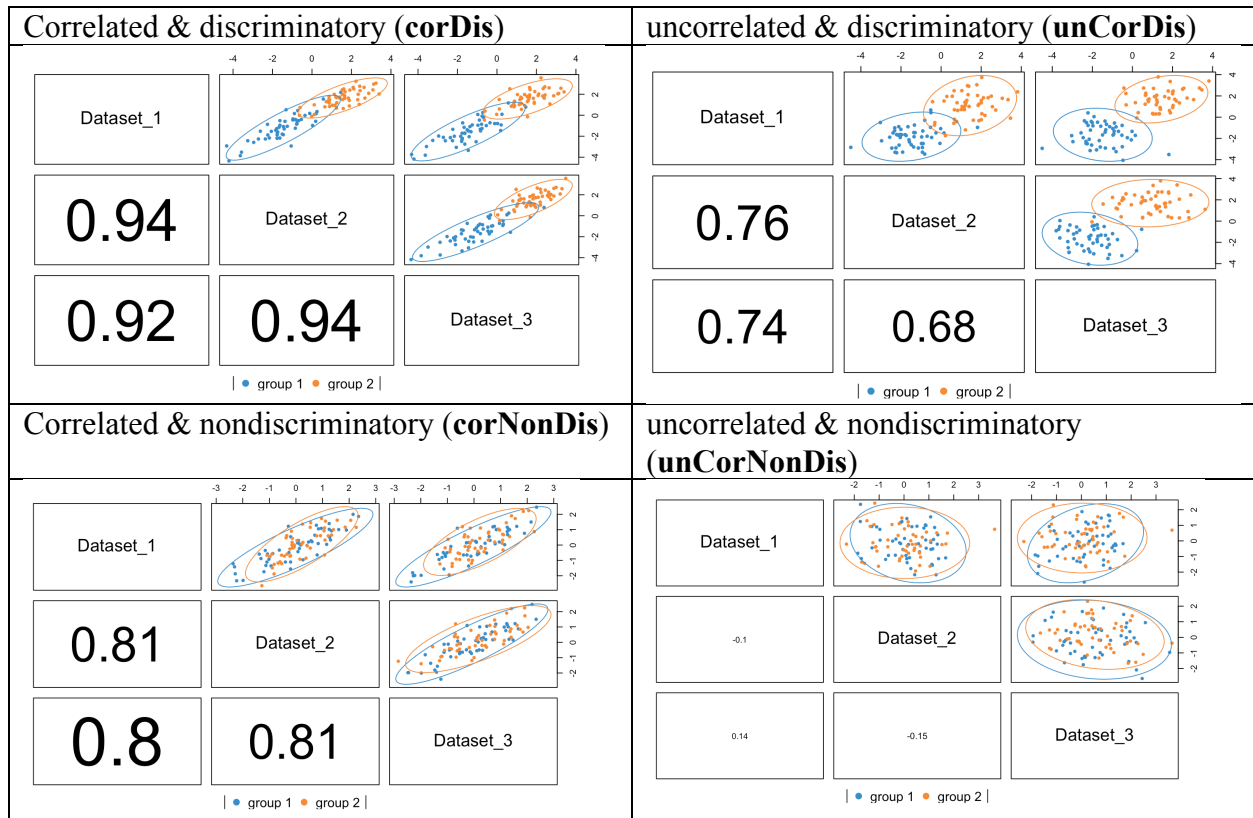 Correlated & discriminatory (corDis)
-4 -2 0 2 4 -4 -2 0 2 4
Dataset_1
-4 -2 0 2
0.94
Dataset_2
-4 -2 0 2
0.92
0.94
Dataset_3
group 1 group 2
uncorrelated & discriminatory (unCorDis)
-4 -2 0 2 4 -4 -2 0 2 4
Dataset_1
-4 -2 0 2
0.76
Dataset_2
-4 -2 0 2 4
0.74
0.68
Dataset_3
group 1 group 2
Correlated & nondiscriminatory (corNonDis)
-3 -2 -1 0 1 2 3 -3 -2 -1 0 1 2 3
Dataset_1
-2 -1 0 1 2
0.81
Dataset_2
-2 -1 0 1 2
0.8
0.81
Dataset_3
group 1 group 2
uncorrelated & nondiscriminatory
(unCorNonDis)
-2 -1 0 1 2 3 -2 -1 0 1 2 3
Dataset_1
-2 -1 0 1 2
-0.1
Dataset_2
-2 -1 0 1 2
0.14
-0.15
Dataset_3
group 1 group 2